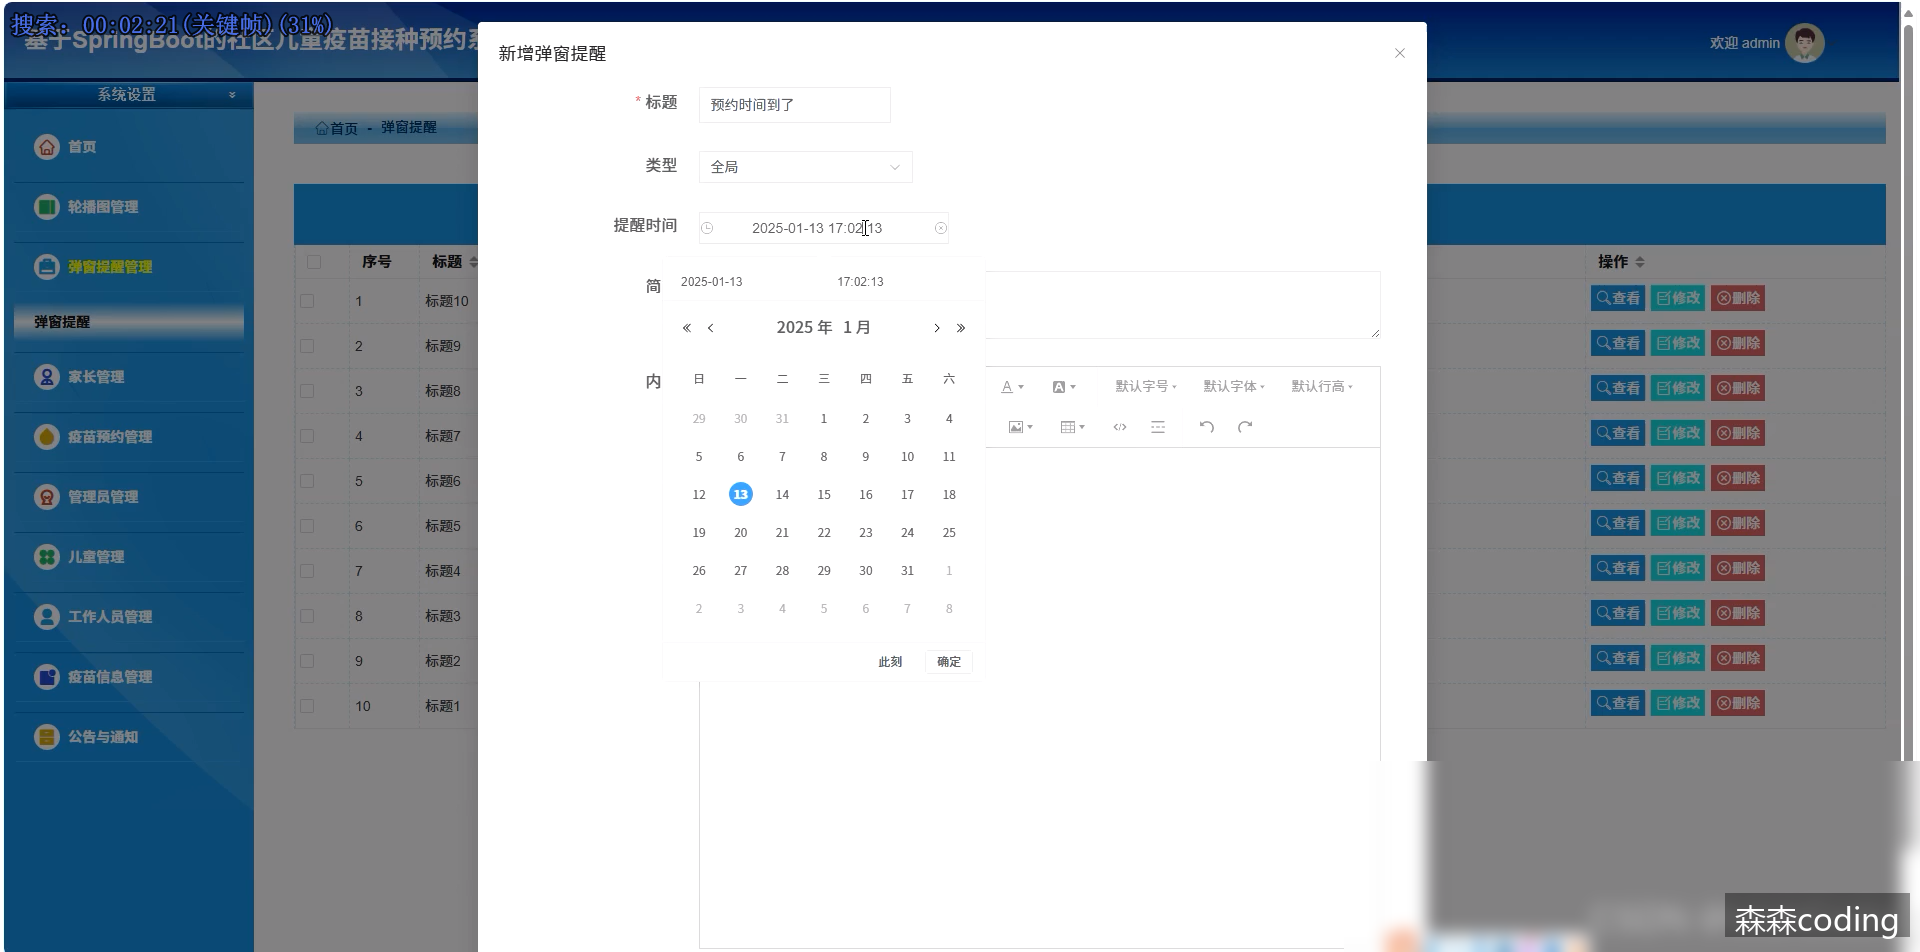 搜索: 00:02:21(关键帧)(31%)
基于SpringBoot的社区儿童疫苗接种预约系
欢迎 admin
系统设置
首页
轮播图管理
弹窗提醒管理
弹窗提醒
家长管理
疫苗预约管理
管理员管理
儿童管理
工作人员管理
疫苗信息管理
公告与通知
首页 - 弹窗提醒
序号 标题
1 标题10
2 标题9
3 标题8
4 标题7
5 标题6
6 标题5
7 标题4
8 标题3
9 标题2
10 标题1
新增弹窗提醒
* 标题 预约时间到了
类型 全局
提醒时间 2025-01-13 17:02:13
简
2025-01-13 17:02:13
2025 年 1 月
日 一 二 三 四 五 六
29 30 31 1 2 3 4
5 6 7 8 9 10 11
12 13 14 15 16 17 18
19 20 21 22 23 24 25
26 27 28 29 30 31 1
2 3 4 5 6 7 8
此刻 确定
内
A A 默认字号 默认字体 默认行高
操作
查看 修改 删除
查看 修改 删除
查看 修改 删除
查看 修改 删除
查看 修改 删除
查看 修改 删除
查看 修改 删除
查看 修改 删除
查看 修改 删除
查看 修改 删除
森森coding